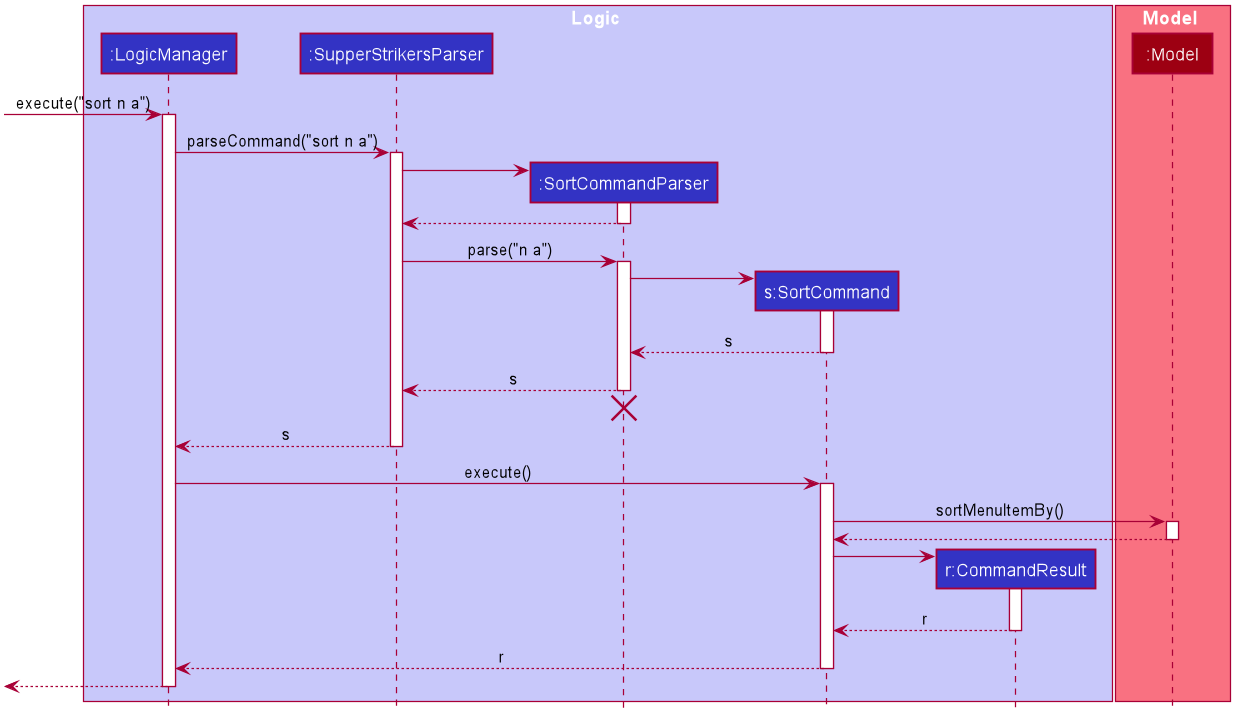 Logic
Model
:LogicManager
:SupperStrikersParser
:Model
execute("sort n a")
parseCommand("sort n a")
:SortCommandParser
parse("n a")
s:SortCommand
s
s
s
execute()
sortMenuItemBy()
r:CommandResult
r
r